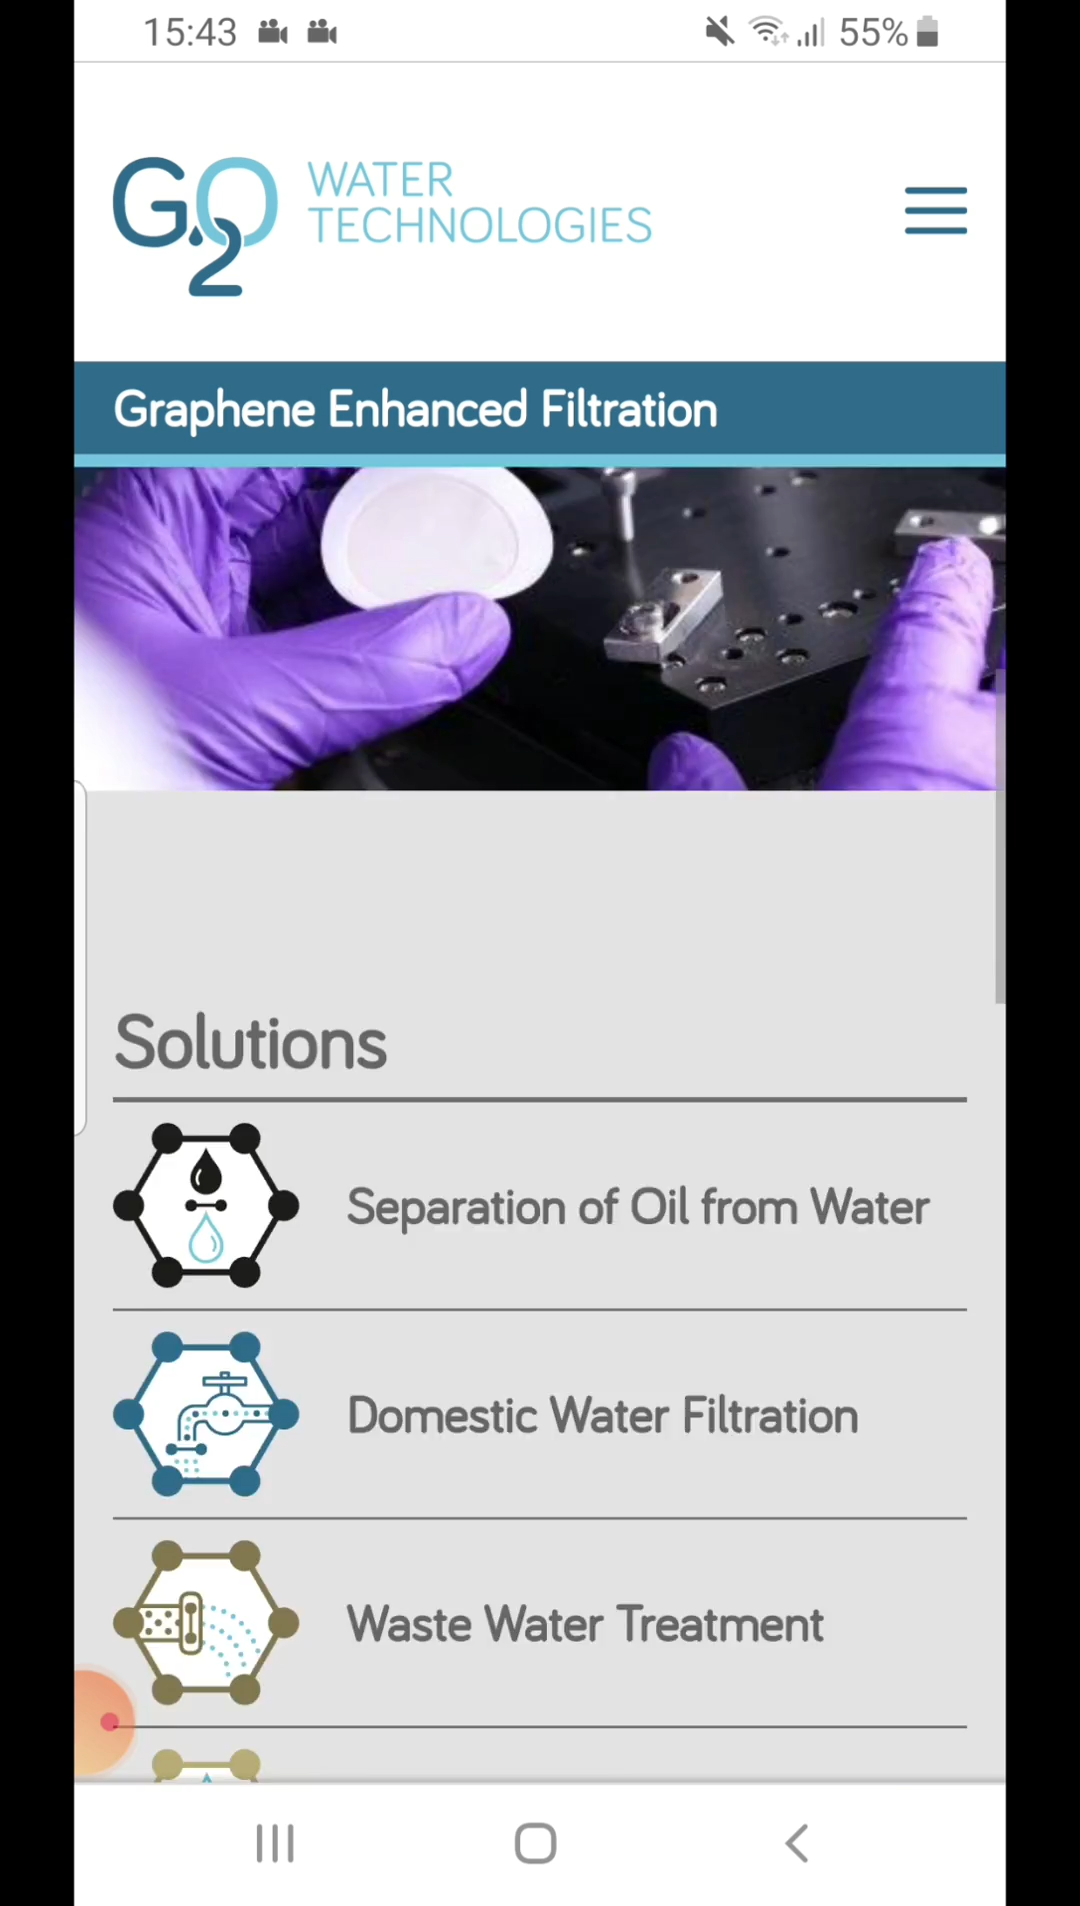 15:43
55%
G2O WATER
TECHNOLOGIES
Graphene Enhanced Filtration
Solutions
Separation of Oil from Water
Domestic Water Filtration
Waste Water Treatment